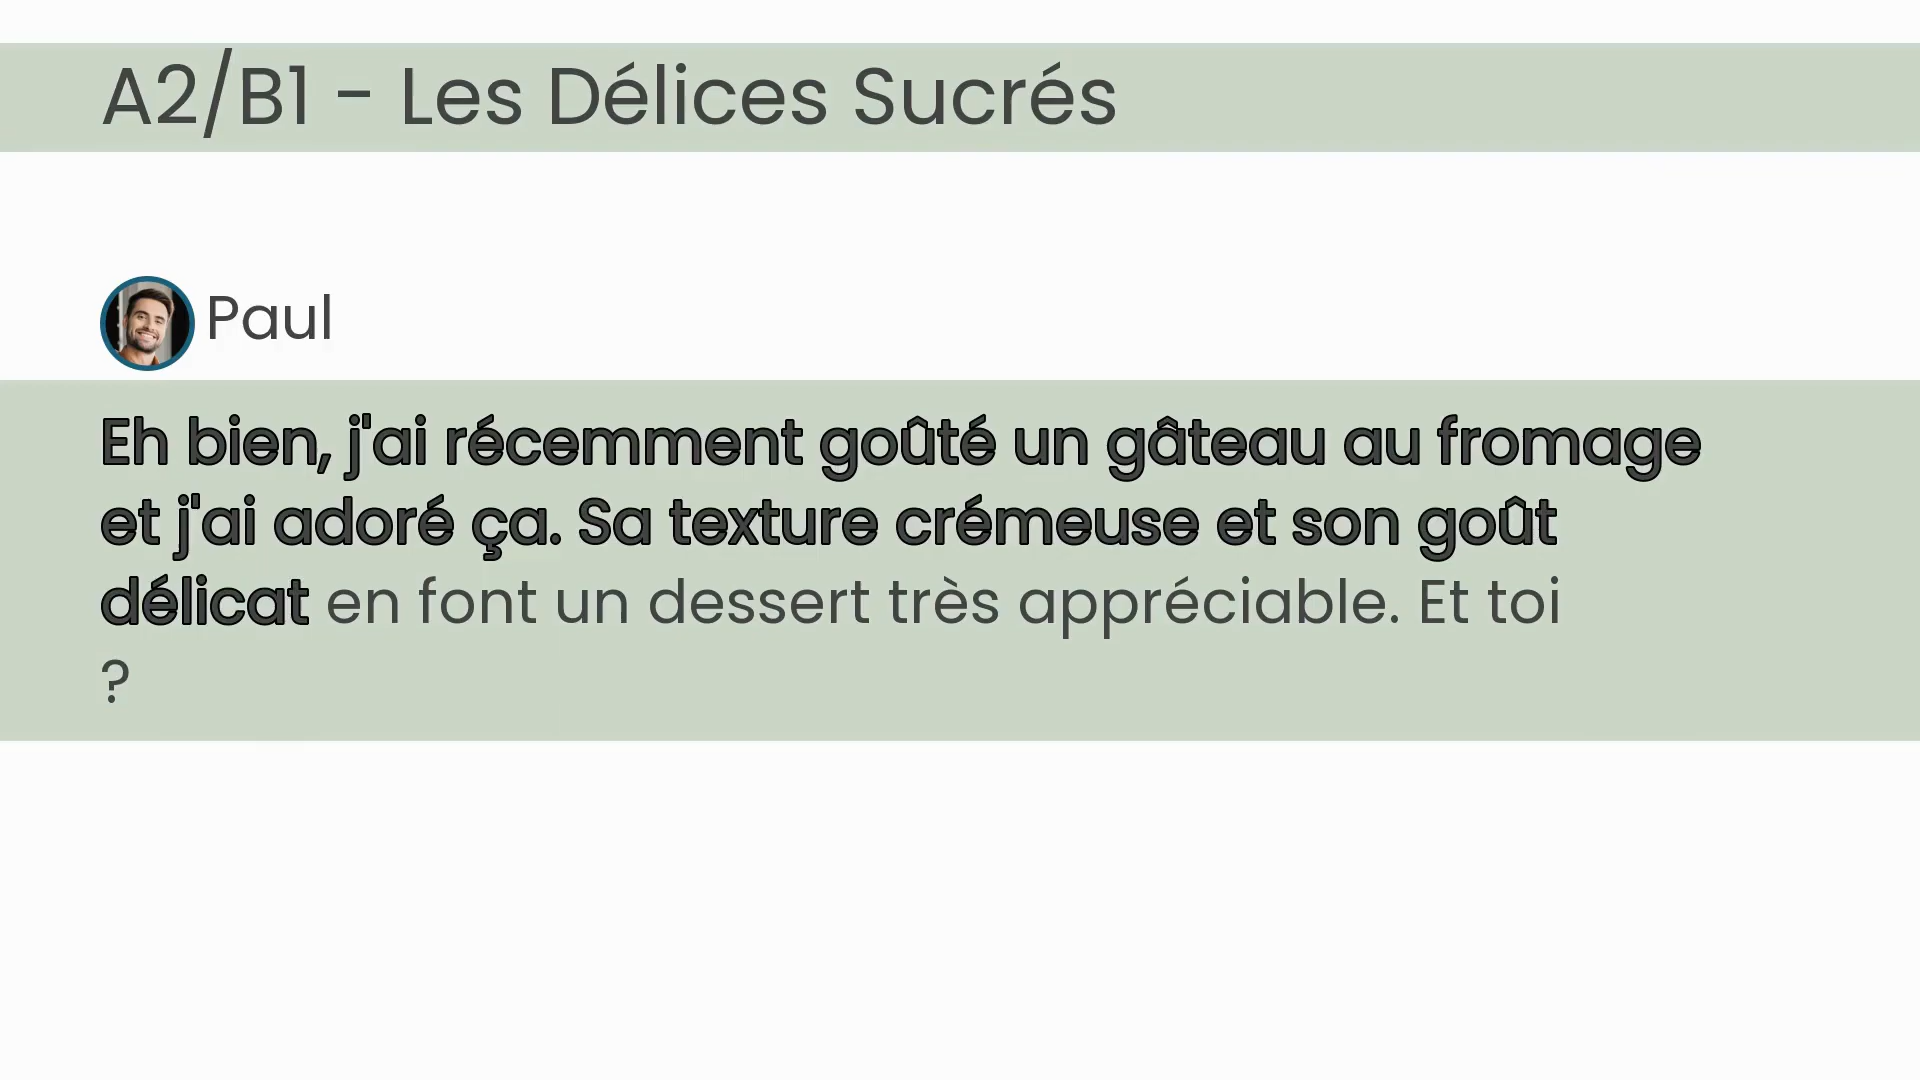 A2/B1 - Les Délices Sucrés
Paul
Eh bien, j'ai récemment goûté un gâteau au fromage
et j'ai adoré ça. Sa texture crémeuse et son goût
délicat en font un dessert très appréciable. Et toi
?